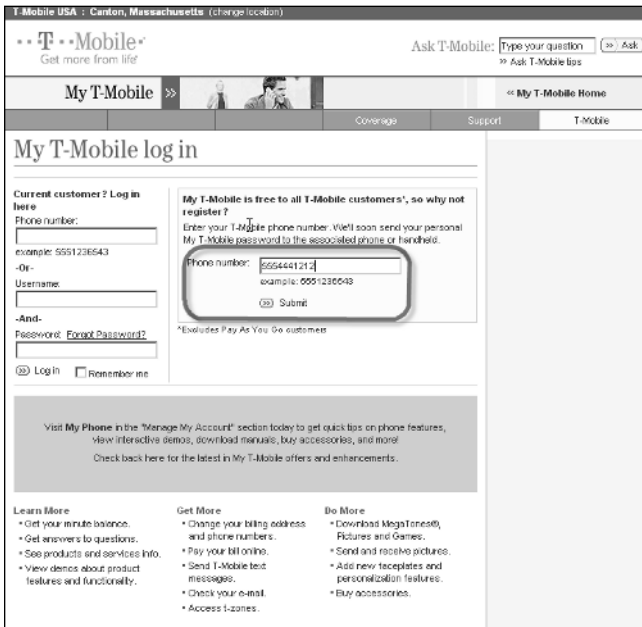 T-Mobile USA : Canton, Massachusetts (change location)
T-Mobile
Get more from life
Ask T-Mobile: Type your question Ask
Ask T-Mobile tips
My T-Mobile
My T-Mobile Home
Coverage Support T-Mobile
My T-Mobile log in
Current customer? Log in
here
Phone number:
example: 5551236543
-Or-
Username:
-And-
Password: Forgot Password?
Log in Remember me
My T-Mobile is free to all T-Mobile customers*, so why not
register?
Enter your T-Mobile phone number. We'll soon send your personal
My T-Mobile password to the associated phone or handheld.
Phone number: 5554441212
example: 5551236543
Submit
*Excludes Pay As You Go customers
Visit My Phone in the "Manage My Account" section today to get quick tips on phone features,
view interactive demos, download manuals, buy accessories, and more!
Check back here for the latest in My T-Mobile offers and enhancements.
Learn More
• Get your minute balance.
• Get answers to questions.
• See products and services info.
• View demos about product
features and functionality.
Get More
• Change your billing address
and phone numbers.
• Pay your bill online.
• Send T-Mobile text
messages.
• Check your e-mail.
• Access t-zones.
Do More
• Download MegaTones®,
Pictures and Games.
• Send and receive pictures.
• Add new faceplates and
personalization features.
• Buy accessories.